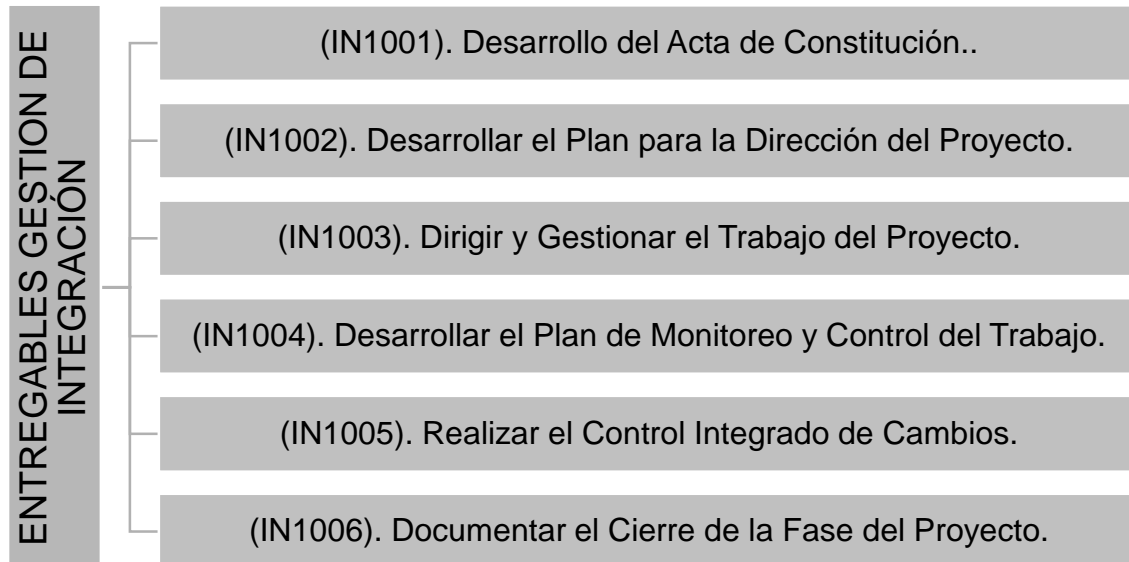 ENTREGABLES GESTION DE
INTEGRACIÓN
(IN1001). Desarrollo del Acta de Constitución..
(IN1002). Desarrollar el Plan para la Dirección del Proyecto.
(IN1003). Dirigir y Gestionar el Trabajo del Proyecto.
(IN1004). Desarrollar el Plan de Monitoreo y Control del Trabajo.
(IN1005). Realizar el Control Integrado de Cambios.
(IN1006). Documentar el Cierre de la Fase del Proyecto.